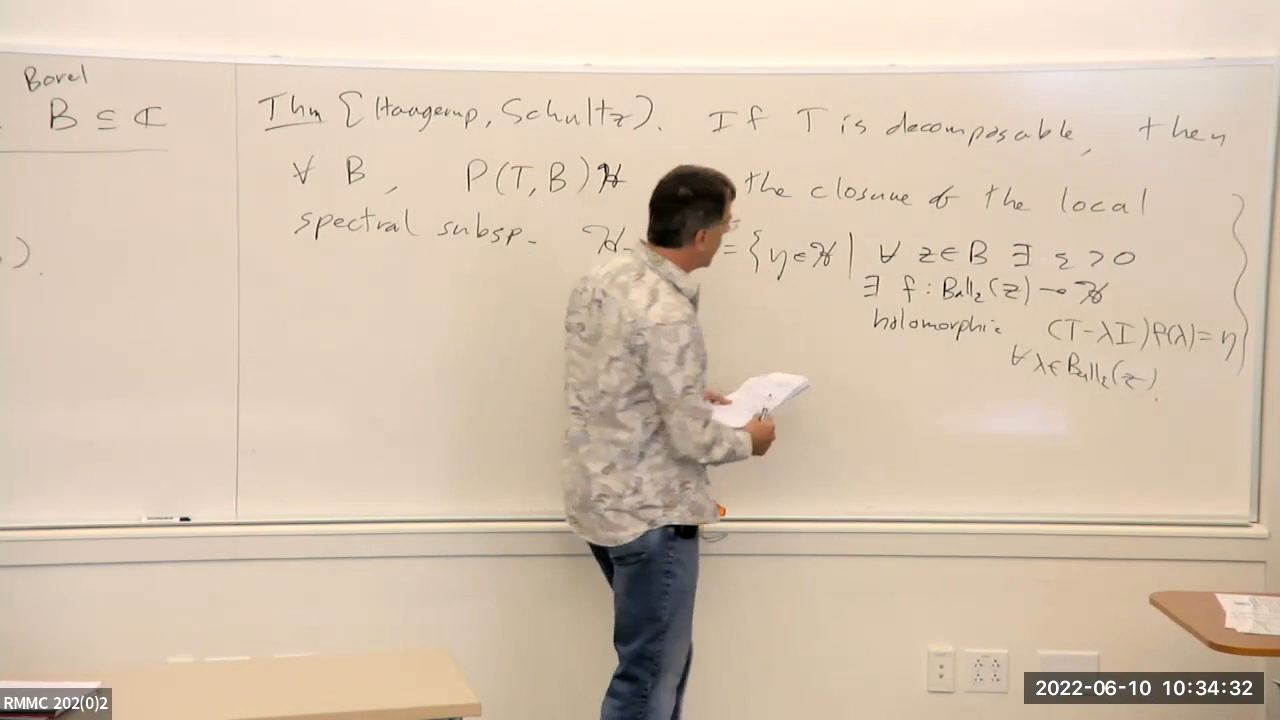 Borel
B ⊆ ℂ
).
Thm (Haagerup, Schultz). If T is decomposable, then
∀ B, P(T,B)ℋ the closure of the local
spectral subsp. ℋ = {η∈ℋ | ∀ z∈B ∃ ε>0
∃ f: Ball_ε(z) → ℋ
holomorphic (T-λI)f(λ)=η
∀ λ∈Ball_ε(z).
}
RMMC 202(0)2
2022-06-10 10:34:32